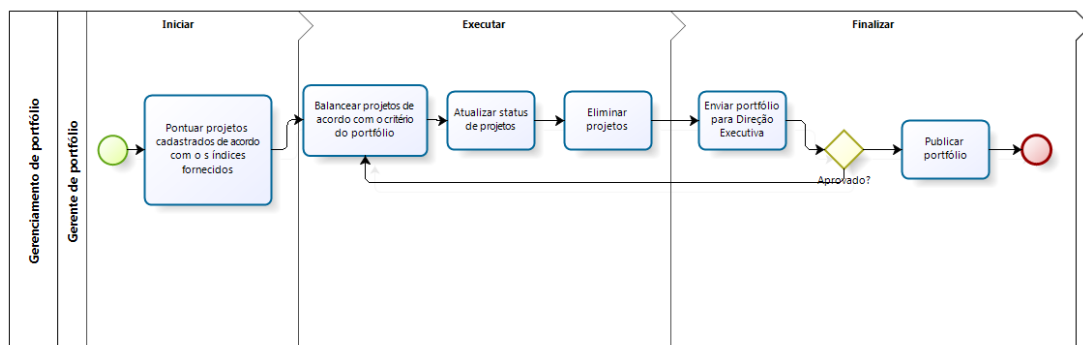 Gerenciamento de portfólio
Gerente de portfólio
Iniciar
Executar
Finalizar
Pontuar projetos
cadastrados de acordo
com o s índices
fornecidos
Balancear projetos de
acordo com o critério
do portfólio
Atualizar status
de projetos
Eliminar
projetos
Enviar portfólio
para Direção
Executiva
Aprovado?
Publicar
portfólio